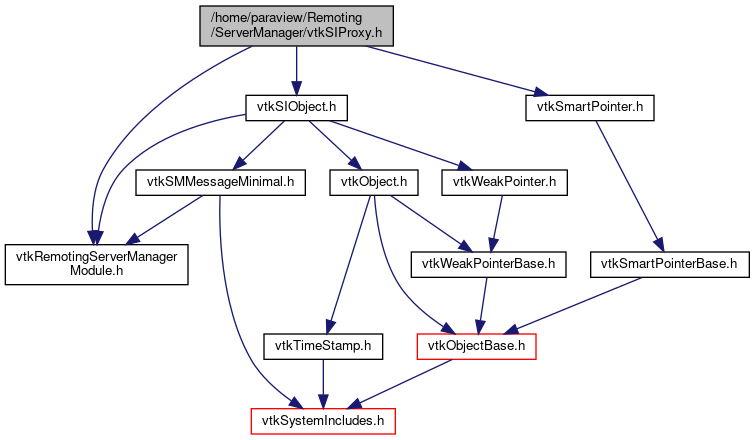 /home/paraview/Remoting
/ServerManager/vtkSIProxy.h
vtkSIObject.h
vtkSmartPointer.h
vtkSMMessageMinimal.h
vtkObject.h
vtkWeakPointer.h
vtkRemotingServerManager
Module.h
vtkWeakPointerBase.h
vtkSmartPointerBase.h
vtkTimeStamp.h
vtkObjectBase.h
vtkSystemIncludes.h